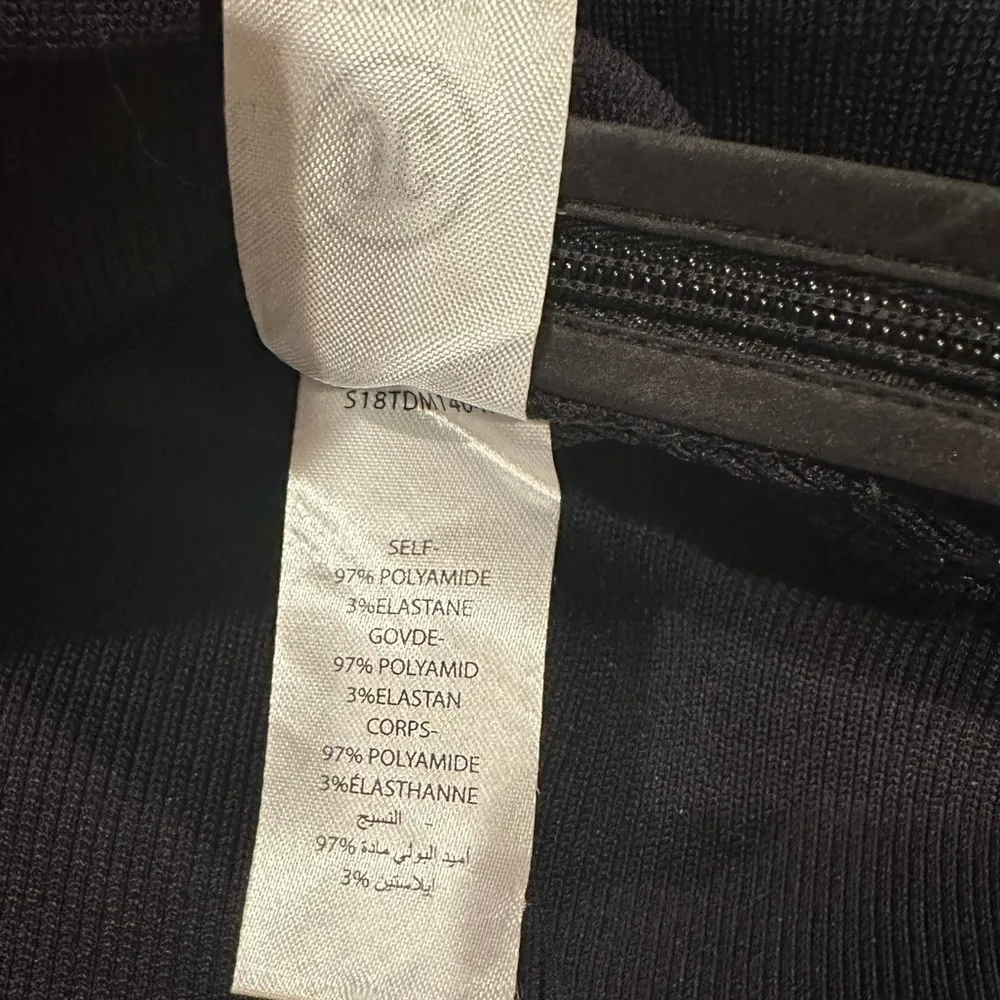 SELF-
97% POLYAMIDE
3%ELASTANE
GOVDE-
97% POLYAMID
3%ELASTAN
CORPS-
97% POLYAMIDE
3%ÉLASTHANNE
النسيج -
97% أميد البولي مادة
3% إيلاستين